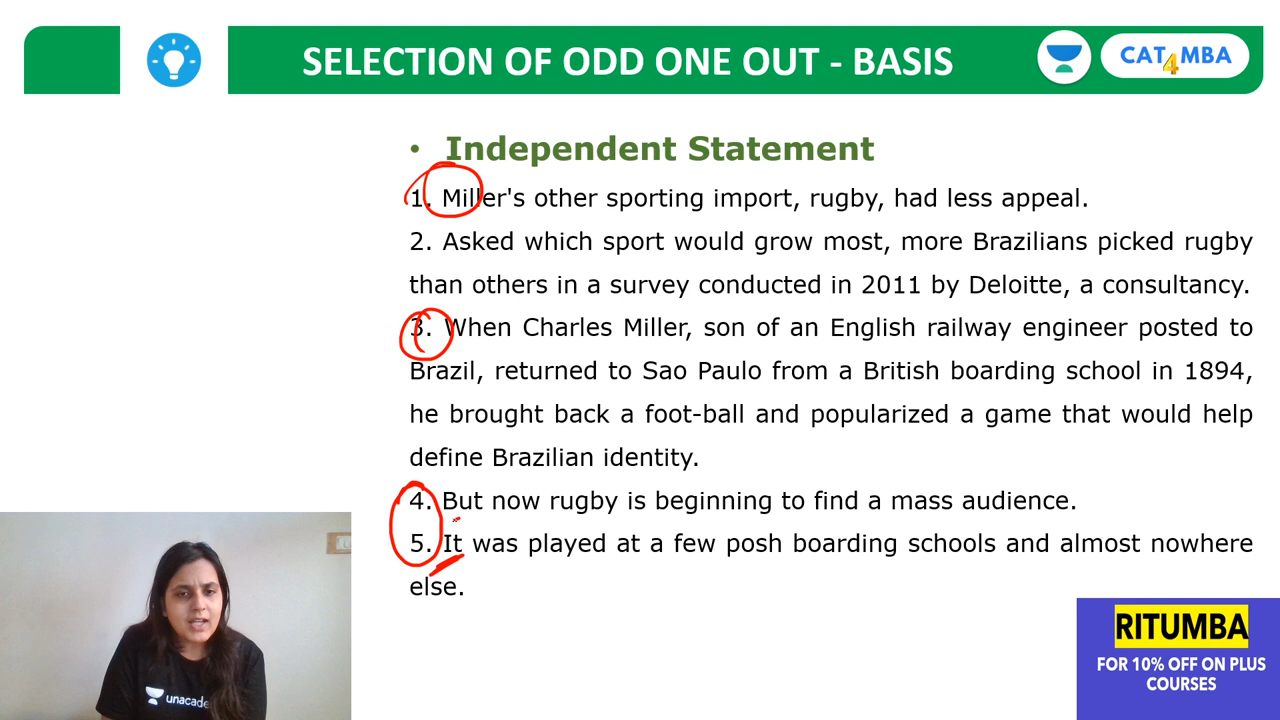 SELECTION OF ODD ONE OUT - BASIS
CAT4MBA
• Independent Statement
1. Miller's other sporting import, rugby, had less appeal.
2. Asked which sport would grow most, more Brazilians picked rugby
than others in a survey conducted in 2011 by Deloitte, a consultancy.
3. When Charles Miller, son of an English railway engineer posted to
Brazil, returned to Sao Paulo from a British boarding school in 1894,
he brought back a foot-ball and popularized a game that would help
define Brazilian identity.
4. But now rugby is beginning to find a mass audience.
5. It was played at a few posh boarding schools and almost nowhere
else.
unacade
RITUMBA
FOR 10% OFF ON PLUS
COURSES